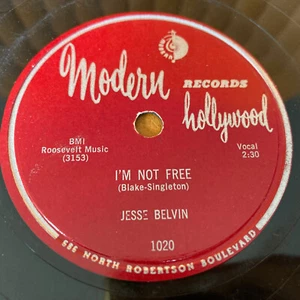 Modern
RECORDS
hollywood
BMI
Roosevelt Music
(3153)
Vocal
2:30
I'M NOT FREE
(Blake-Singleton)
JESSE BELVIN
1020
686 NORTH ROBERTSON BOULEVARD